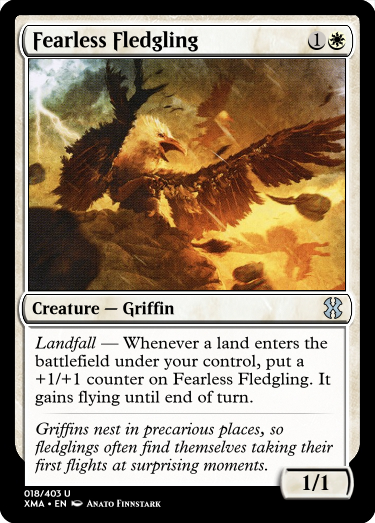 Fearless Fledgling 1
Creature — Griffin
Landfall — Whenever a land enters the
battlefield under your control, put a
+1/+1 counter on Fearless Fledgling. It
gains flying until end of turn.
Griffins nest in precarious places, so
fledglings often find themselves taking their
first flights at surprising moments.
1/1
018/403 U
XMA • EN Anato Finnstark